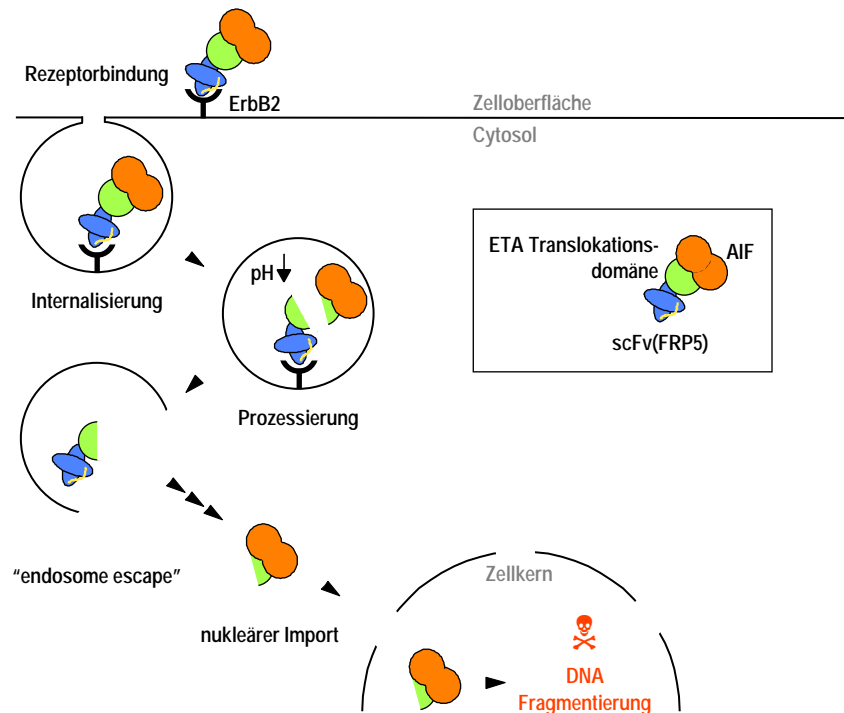 Rezeptorbindung
ErbB2
Zelloberfläche
Cytosol
ETA Translokations-
domäne
AIF
scFv(FRP5)
pH
Internalisierung
Prozessierung
"endosome escape"
nukleärer Import
Zellkern
DNA
Fragmentierung